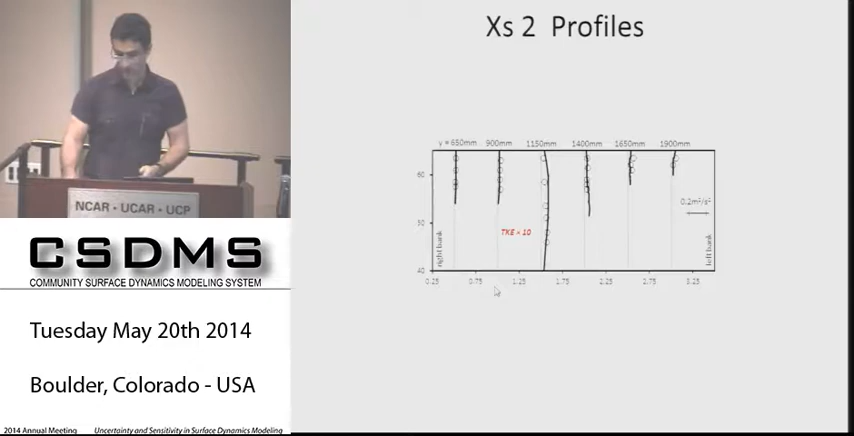 Xs 2 Profiles
y = 650mm 900mm 1150mm 1400mm 1650mm 1900mm
60
0.2m²/s²
50
TKE = 10
right bank
left bank
40
0.25 0.75 1.25 1.75 2.25 2.75 3.25
NCAR - UCAR - UCP
CSDMS
COMMUNITY SURFACE DYNAMICS MODELING SYSTEM
Tuesday May 20th 2014
Boulder, Colorado - USA
2014 Annual Meeting Uncertainty and Sensitivity in Surface Dynamics Modeling